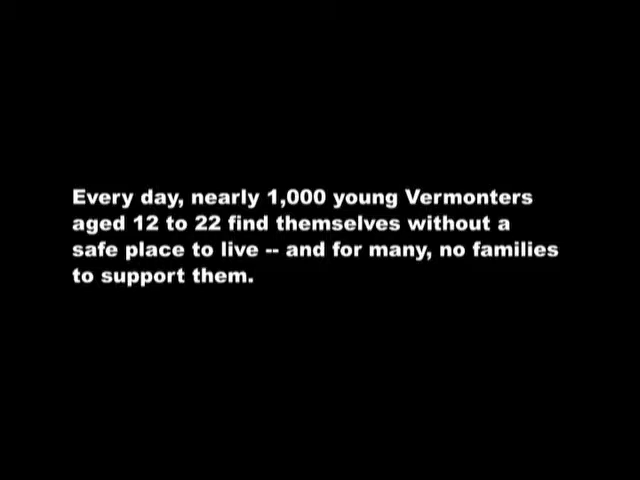 Every day, nearly 1,000 young Vermonters
aged 12 to 22 find themselves without a
safe place to live -- and for many, no families
to support them.